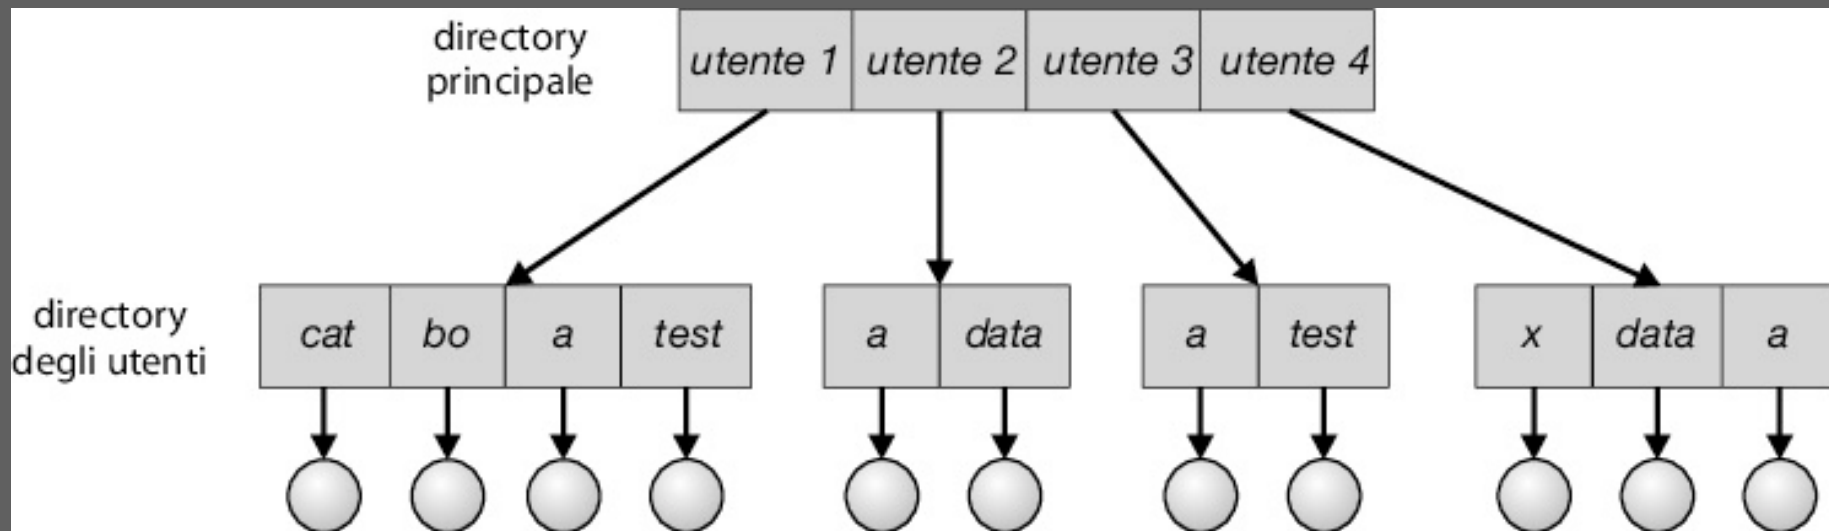 directory
principale
utente 1 utente 2 utente 3 utente 4
directory
degli utenti
cat bo a test a data a test x data a